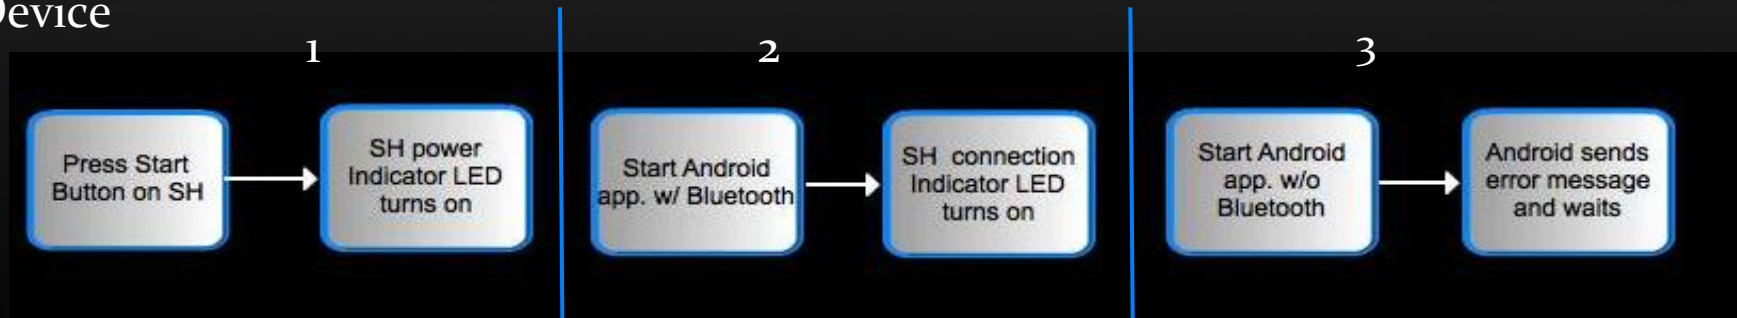 Device
1
2
3
Press Start
Button on SH
SH power
Indicator LED
turns on
Start Android
app. w/ Bluetooth
SH connection
Indicator LED
turns on
Start Android
app. w/o
Bluetooth
Android sends
error message
and waits